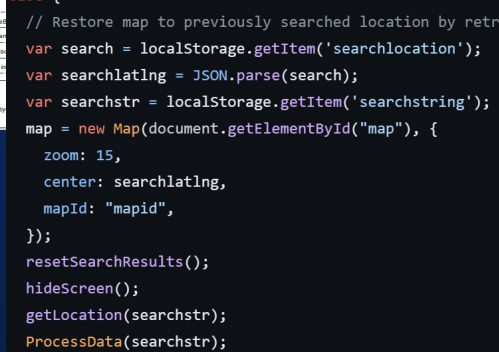 // Restore map to previously searched location by retr
var search = localStorage.getItem('searchlocation');
var searchlatlng = JSON.parse(search);
var searchstr = localStorage.getItem('searchstring');
map = new Map(document.getElementById("map"), {
zoom: 15,
center: searchlatlng,
mapId: "mapid",
});
resetSearchResults();
hideScreen();
getLocation(searchstr);
ProcessData(searchstr);